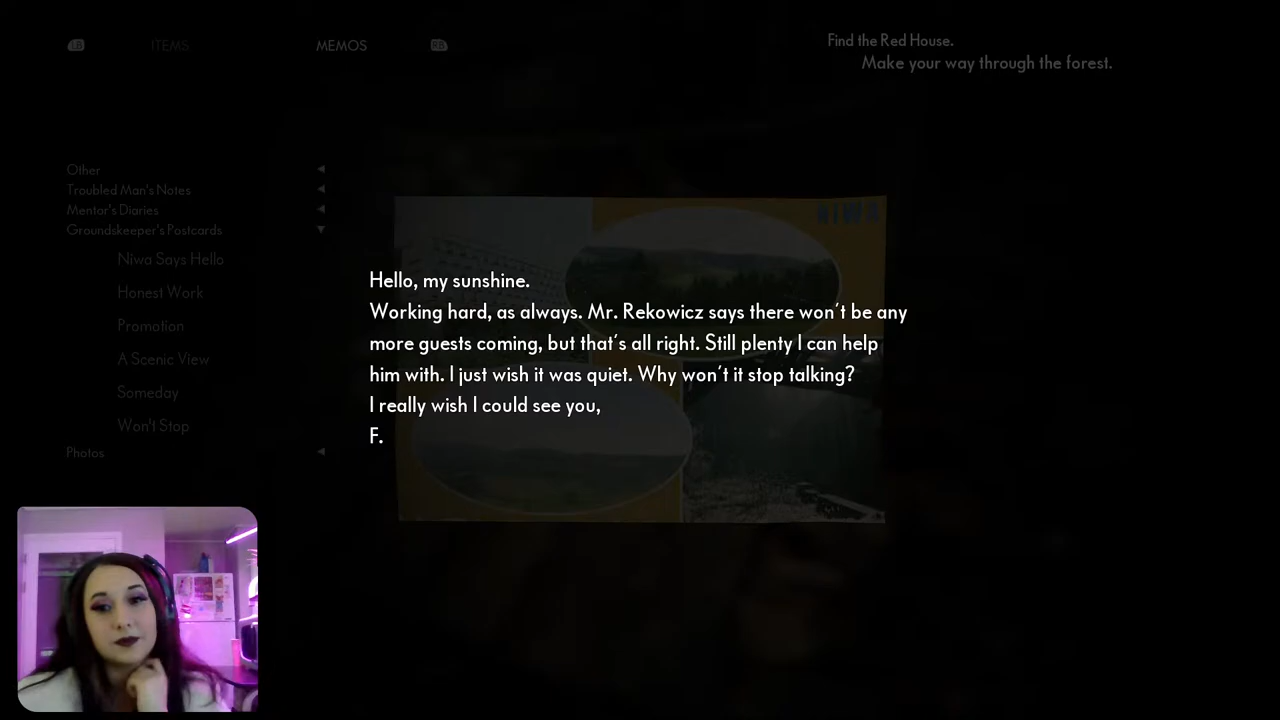 LB
ITEMS
MEMOS
RB
Find the Red House.
Make your way through the forest.
Other
Troubled Man's Notes
Mentor's Diaries
Groundskeeper's Postcards
Niwa Says Hello
Honest Work
Promotion
A Scenic View
Someday
Won't Stop
Photos
NIWA
Hello, my sunshine.
Working hard, as always. Mr. Rekowicz says there won't be any
more guests coming, but that's all right. Still plenty I can help
him with. I just wish it was quiet. Why won't it stop talking?
I really wish I could see you,
F.